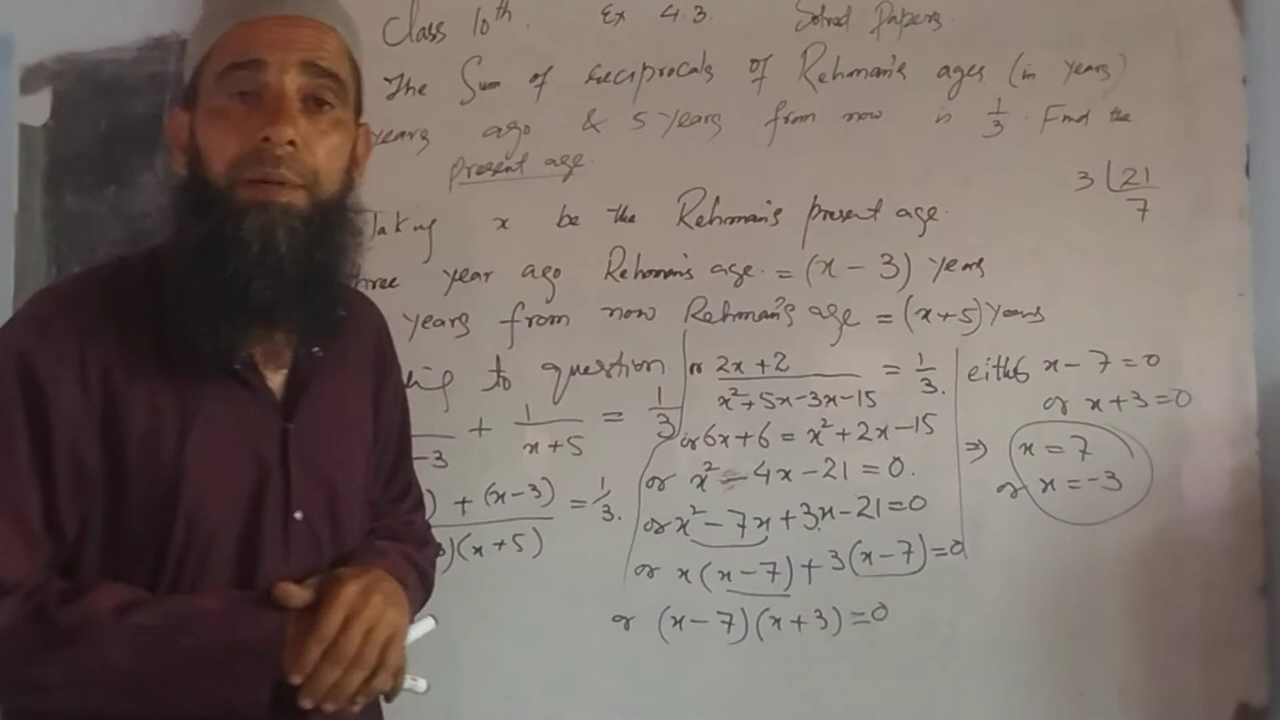 Class 10th. Ex 4.3. Solved Papers
The Sum of reciprocals of Rehman's ages (in years)
years ago & 5 years from now is 1/3. Find the
present age.
3 | 21
7
Taking x be the Rehman's present age.
three year ago Rehman's age = (x - 3) years
years from now Rehman's age = (x+5) years
to question
+ 1/(x+5) = 1/3
-3
) + (x-3) = 1/3.
)(x+5)
or (2x+2)/(x²+5x-3x-15) = 1/3.
or 6x+6 = x²+2x-15
or x² - 4x - 21 = 0.
or x² - 7x + 3x - 21 = 0
or x(x-7) + 3(x-7) = 0
or (x-7)(x+3) = 0
either x - 7 = 0
or x + 3 = 0
⇒ x = 7
or x = -3